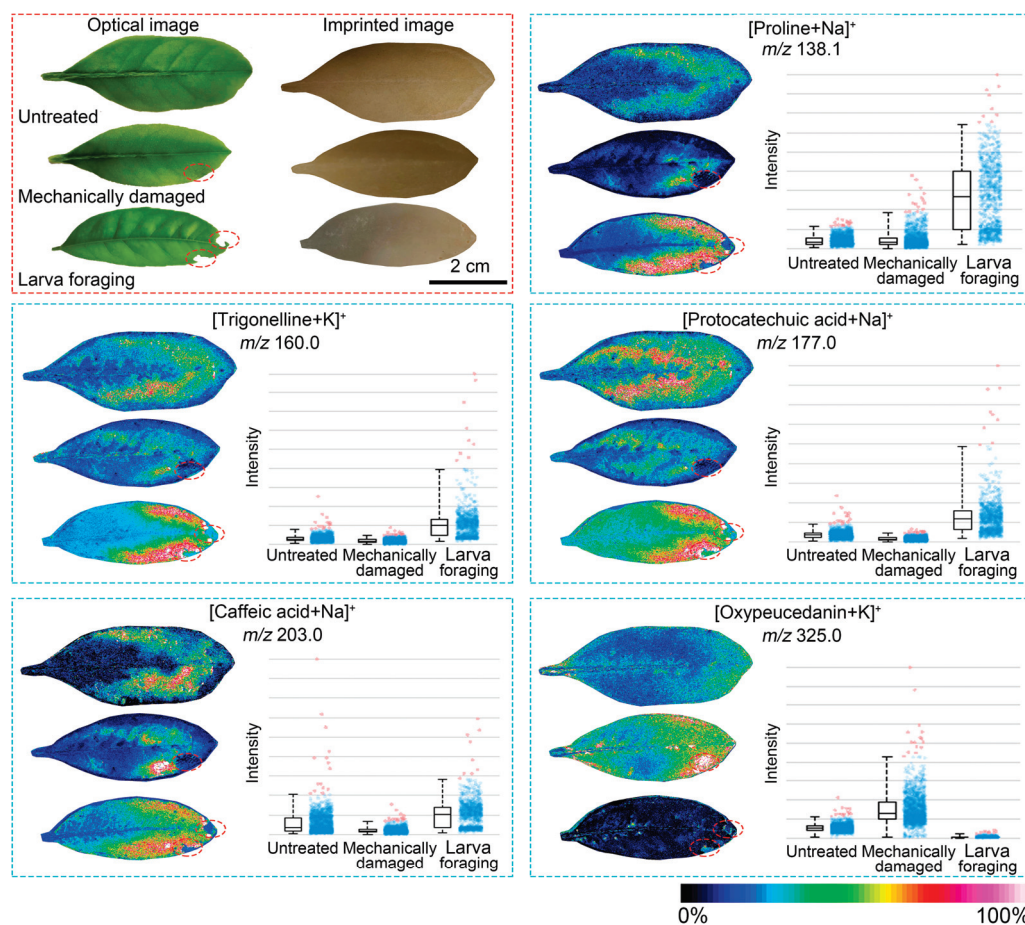 Optical image
Imprinted image
Untreated
Mechanically damaged
Larva foraging
2 cm
[Proline+Na]⁺
m/z 138.1
Intensity
Untreated
Mechanically
damaged
Larva
foraging
[Trigonelline+K]⁺
m/z 160.0
Intensity
Untreated
Mechanically
damaged
Larva
foraging
[Protocatechuic acid+Na]⁺
m/z 177.0
Intensity
Untreated
Mechanically
damaged
Larva
foraging
[Caffeic acid+Na]⁺
m/z 203.0
Intensity
Untreated
Mechanically
damaged
Larva
foraging
[Oxypeucedanin+K]⁺
m/z 325.0
Intensity
Untreated
Mechanically
damaged
Larva
foraging
0%
100%